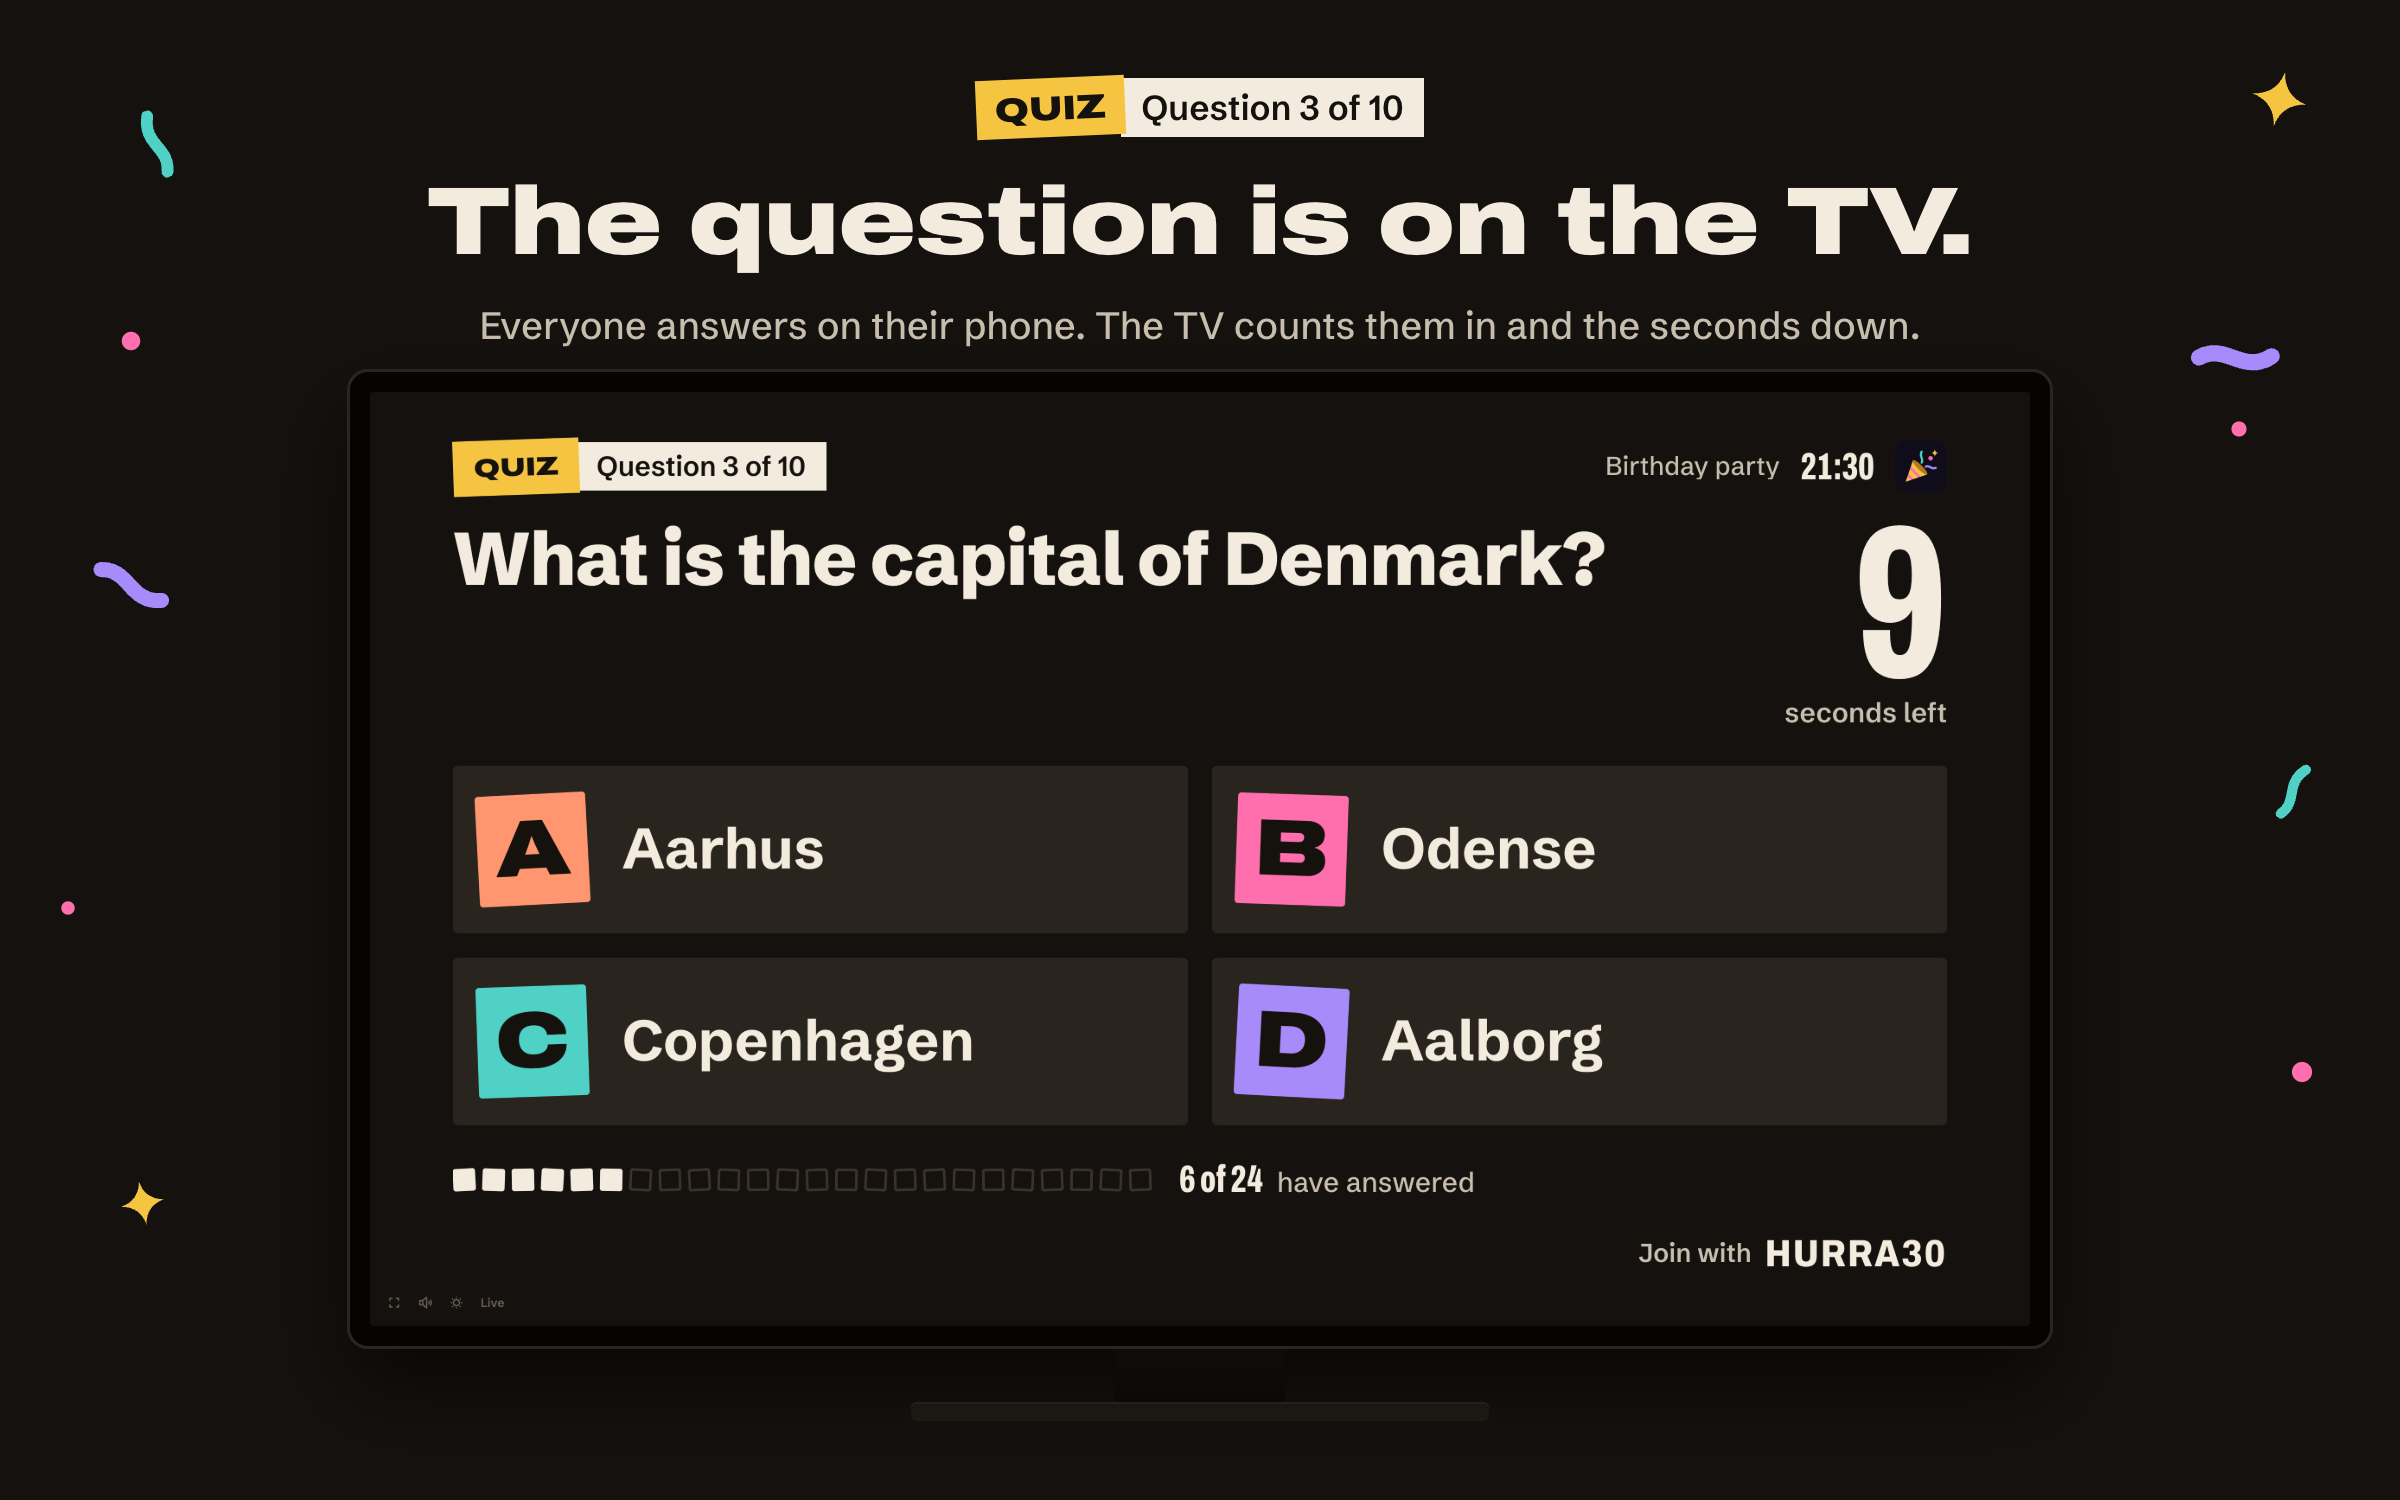 QUIZ Question 3 of 10
The question is on the TV.
Everyone answers on their phone. The TV counts them in and the seconds down.
QUIZ Question 3 of 10
Birthday party 21:30
What is the capital of Denmark?
9
seconds left
A Aarhus
B Odense
C Copenhagen
D Aalborg
6 of 24 have answered
Join with HURRA30
Live